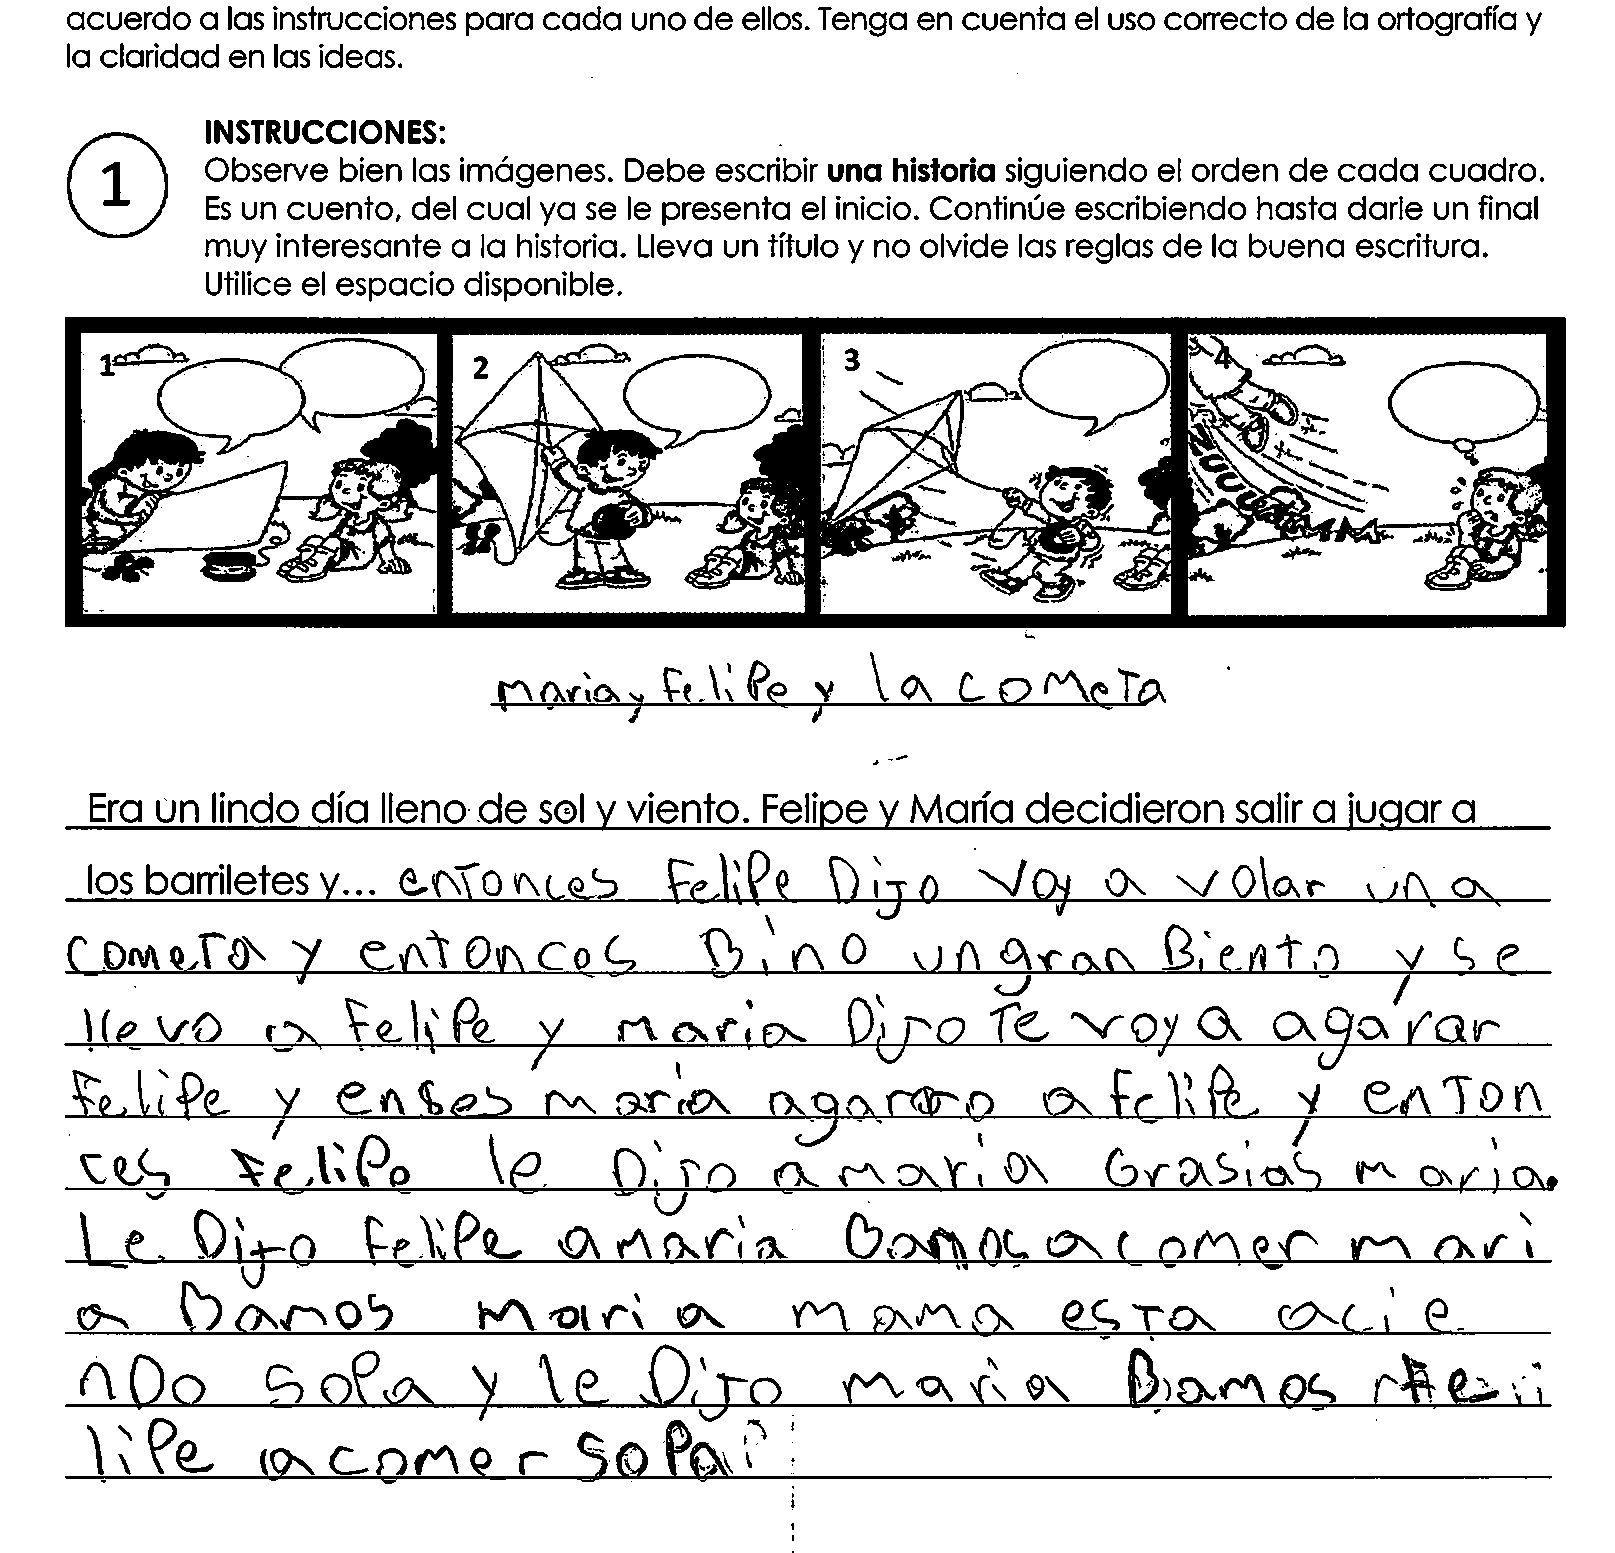 acuerdo a las instrucciones para cada uno de ellos. Tenga en cuenta el uso correcto de la ortografía y
la claridad en las ideas.
1
INSTRUCCIONES:
Observe bien las imágenes. Debe escribir una historia siguiendo el orden de cada cuadro.
Es un cuento, del cual ya se le presenta el inicio. Continúe escribiendo hasta darle un final
muy interesante a la historia. Lleva un título y no olvide las reglas de la buena escritura.
Utilice el espacio disponible.
1 2 3 4
maria y Felipe y la cometa
Era un lindo día lleno de sol y viento. Felipe y María decidieron salir a jugar a
los barriletes y... entonces Felipe Dijo voy a volar una
cometa y entonces Bino un gran Biento y se
llevo a Felipe y maria Dijo Te voy a agarar
Felipe y enses maria agaro a felipe y enton
ces Felipe le Dijo a maria Grasias maria.
Le Dijo Felipe a maria Bamos a comer mari
a Bamos maria mama esta acie
nDo sopa y le Dijo maria Bamos
lipe a comer sopa